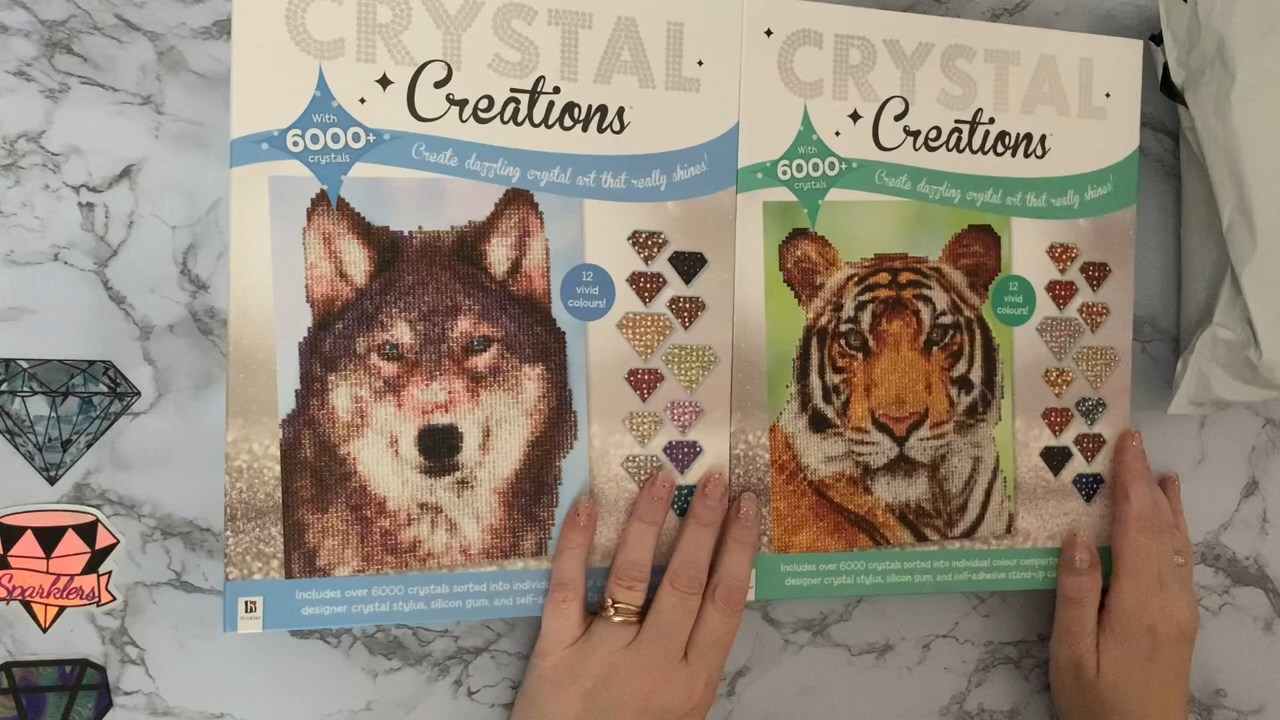 CRYSTAL
Creations
With
6000+
crystals
Create dazzling crystal art that really shines!
12
vivid
colours!
Includes over 6000 crystals sorted into individu
designer crystal stylus, silicon gum, and self-a
h
hinkler
CRYSTAL
Creations
With
6000+
crystals
Create dazzling crystal art that really shines!
12
vivid
colours!
Includes over 6000 crystals sorted into individual colour compartm
designer crystal stylus, silicon gum, and self-adhesive stand-up ca
Sparklers